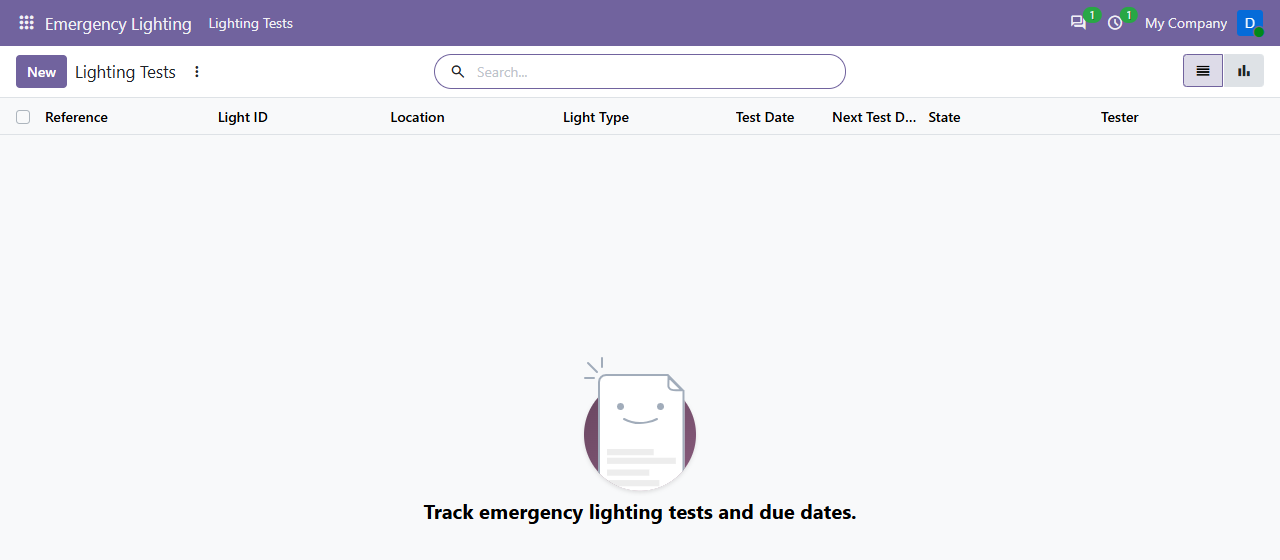 Emergency Lighting Lighting Tests 1 1 My Company D
New Lighting Tests Search...
Reference Light ID Location Light Type Test Date Next Test D... State Tester
Track emergency lighting tests and due dates.